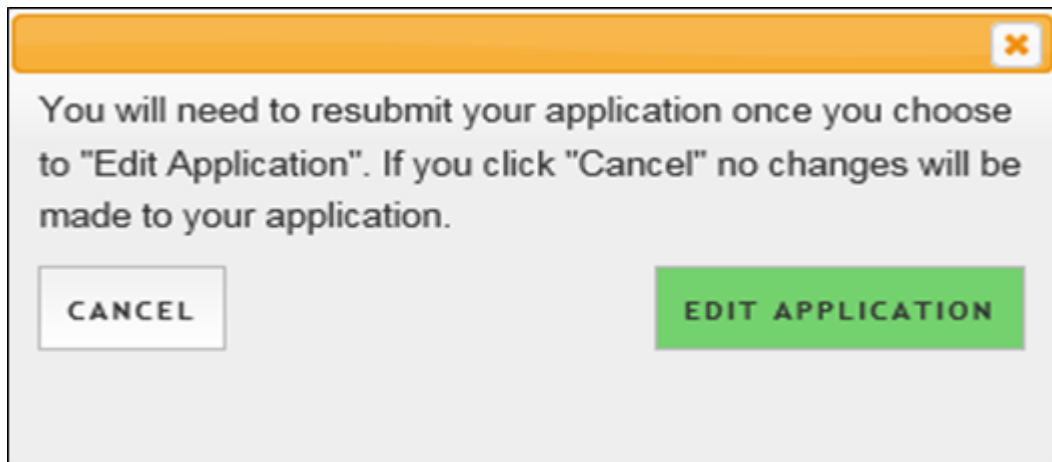 You will need to resubmit your application once you choose
to "Edit Application". If you click "Cancel" no changes will be
made to your application.
CANCEL
EDIT APPLICATION